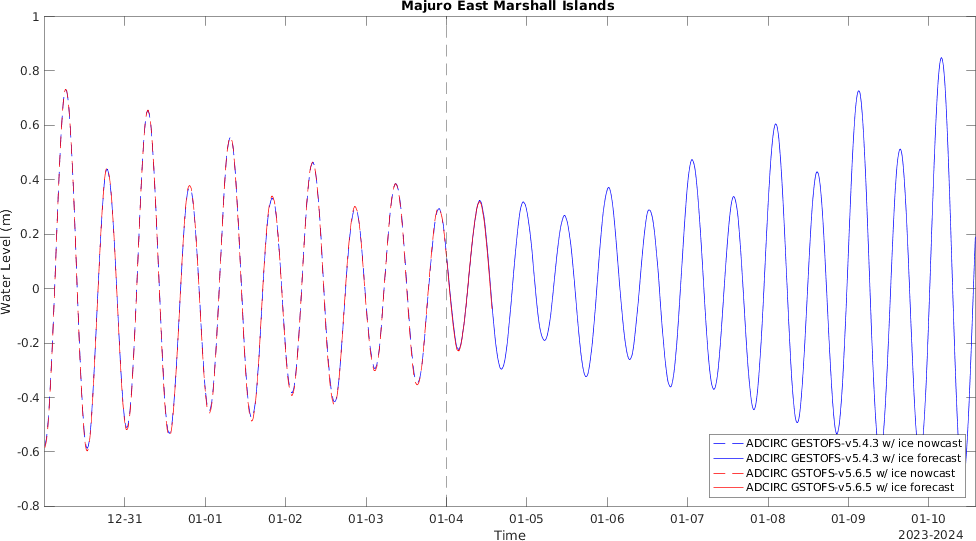 Majuro East Marshall Islands
1
0.8
0.6
0.4
0.2
0
-0.2
-0.4
-0.6
-0.8
Water Level (m)
ADCIRC GESTOFS-v5.4.3 w/ ice nowcast
ADCIRC GESTOFS-v5.4.3 w/ ice forecast
ADCIRC GSTOFS-v5.6.5 w/ ice nowcast
ADCIRC GSTOFS-v5.6.5 w/ ice forecast
12-31 01-01 01-02 01-03 01-04 01-05 01-06 01-07 01-08 01-09 01-10
Time
2023-2024